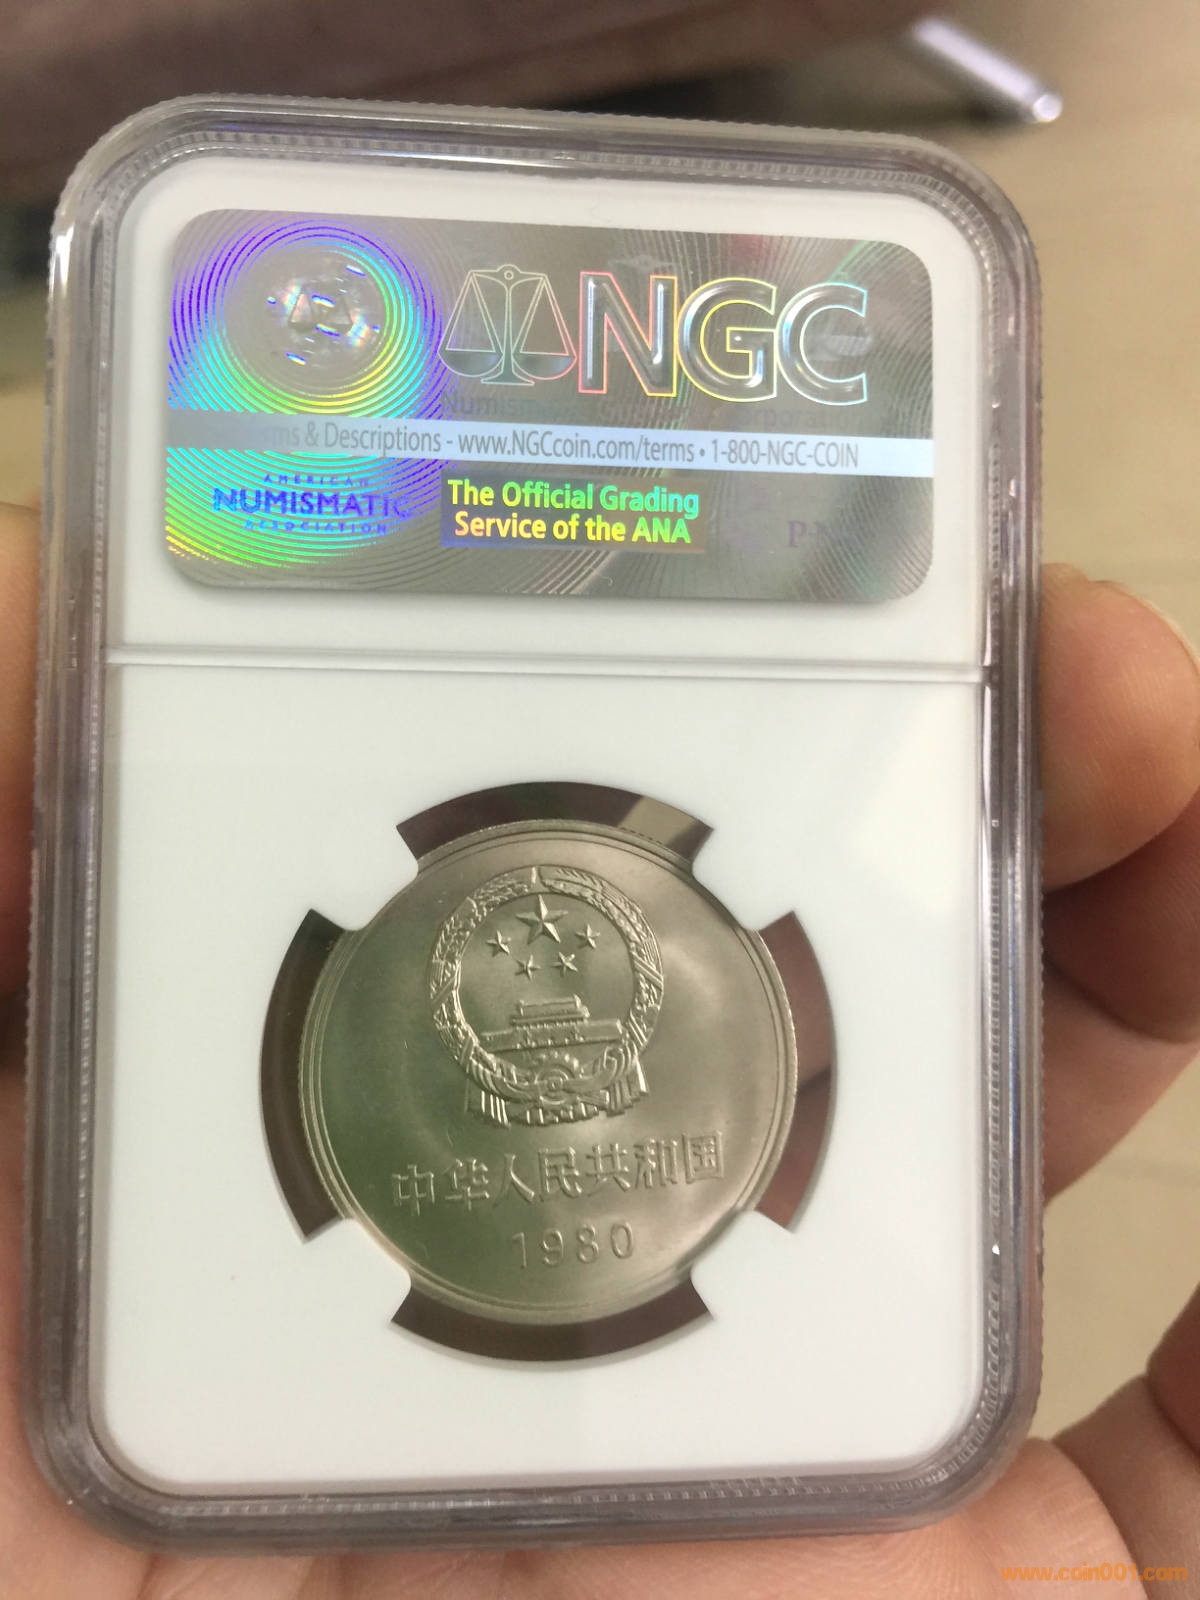 NGC
& Descriptions - www.NGCcoin.com/terms • 1-800-NGC-COIN
AMERICAN
NUMISMATIC
ASSOCIATION
The Official Grading
Service of the ANA
中华人民共和国
1980
www.coin001.com